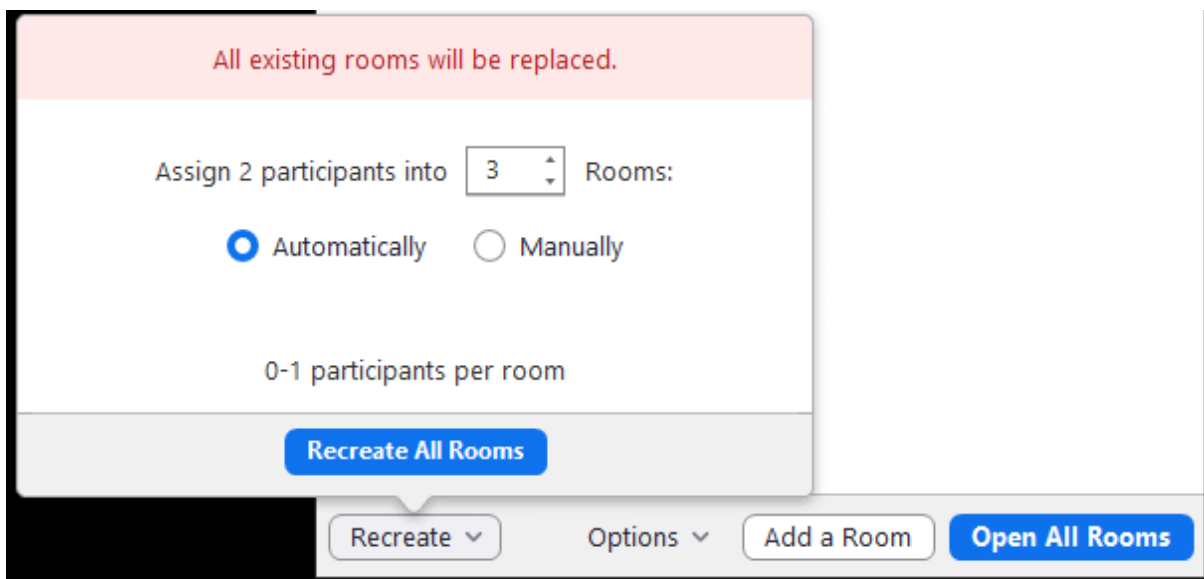 All existing rooms will be replaced.
Assign 2 participants into 3 Rooms:
Automatically Manually
0-1 participants per room
Recreate All Rooms
Recreate Options Add a Room Open All Rooms